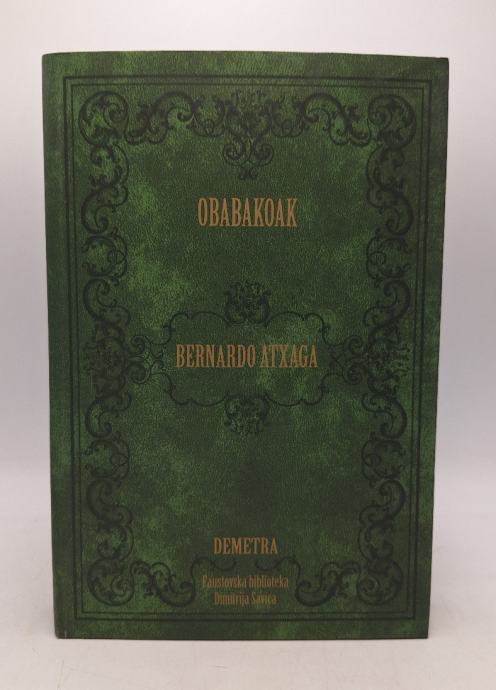 OBABAKOAK
BERNARDO ATXAGA
DEMETRA
Faustovska biblioteka
Dimitrija Savića